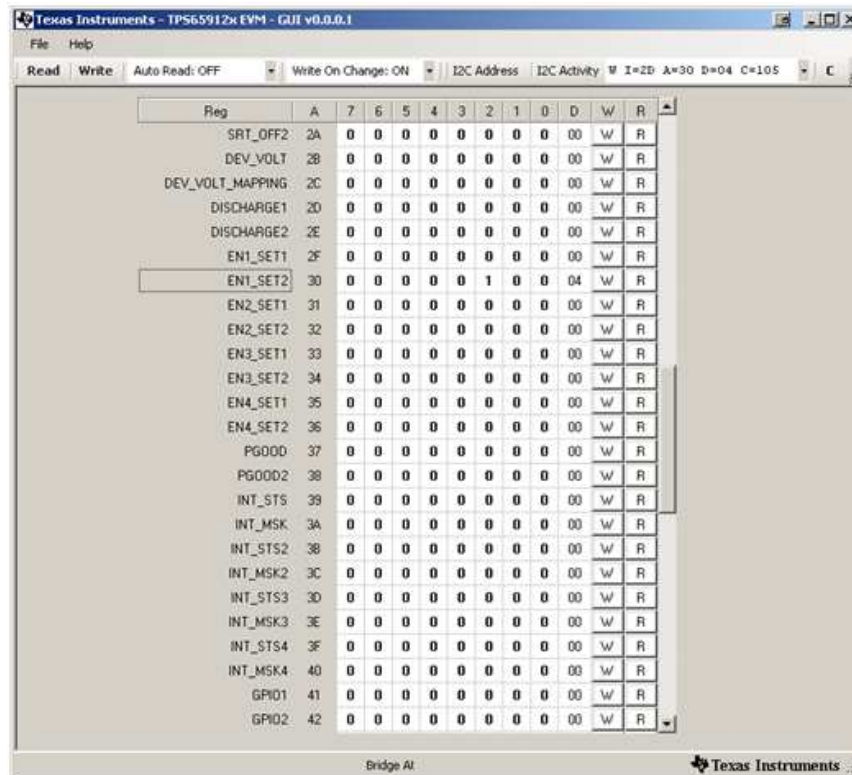 Texas Instruments - TPS65912x EVM - GUI v0.0.0.1
File Help
Read Write Auto Read: OFF Write On Change: ON I2C Address I2C Activity W I=2D A=30 D=04 C=105 C
Reg A 7 6 5 4 3 2 1 0 D W R
SRT_OFF2 2A 0 0 0 0 0 0 0 0 00 W R
DEV_VOLT 2B 0 0 0 0 0 0 0 0 00 W R
DEV_VOLT_MAPPING 2C 0 0 0 0 0 0 0 0 00 W R
DISCHARGE1 2D 0 0 0 0 0 0 0 0 00 W R
DISCHARGE2 2E 0 0 0 0 0 0 0 0 00 W R
EN1_SET1 2F 0 0 0 0 0 0 0 0 00 W R
EN1_SET2 30 0 0 0 0 0 1 0 0 04 W R
EN2_SET1 31 0 0 0 0 0 0 0 0 00 W R
EN2_SET2 32 0 0 0 0 0 0 0 0 00 W R
EN3_SET1 33 0 0 0 0 0 0 0 0 00 W R
EN3_SET2 34 0 0 0 0 0 0 0 0 00 W R
EN4_SET1 35 0 0 0 0 0 0 0 0 00 W R
EN4_SET2 36 0 0 0 0 0 0 0 0 00 W R
PGOOD 37 0 0 0 0 0 0 0 0 00 W R
PGOOD2 38 0 0 0 0 0 0 0 0 00 W R
INT_STS 39 0 0 0 0 0 0 0 0 00 W R
INT_MSK 3A 0 0 0 0 0 0 0 0 00 W R
INT_STS2 3B 0 0 0 0 0 0 0 0 00 W R
INT_MSK2 3C 0 0 0 0 0 0 0 0 00 W R
INT_STS3 3D 0 0 0 0 0 0 0 0 00 W R
INT_MSK3 3E 0 0 0 0 0 0 0 0 00 W R
INT_STS4 3F 0 0 0 0 0 0 0 0 00 W R
INT_MSK4 40 0 0 0 0 0 0 0 0 00 W R
GPIO1 41 0 0 0 0 0 0 0 0 00 W R
GPIO2 42 0 0 0 0 0 0 0 0 00 W R
Bridge At Texas Instruments